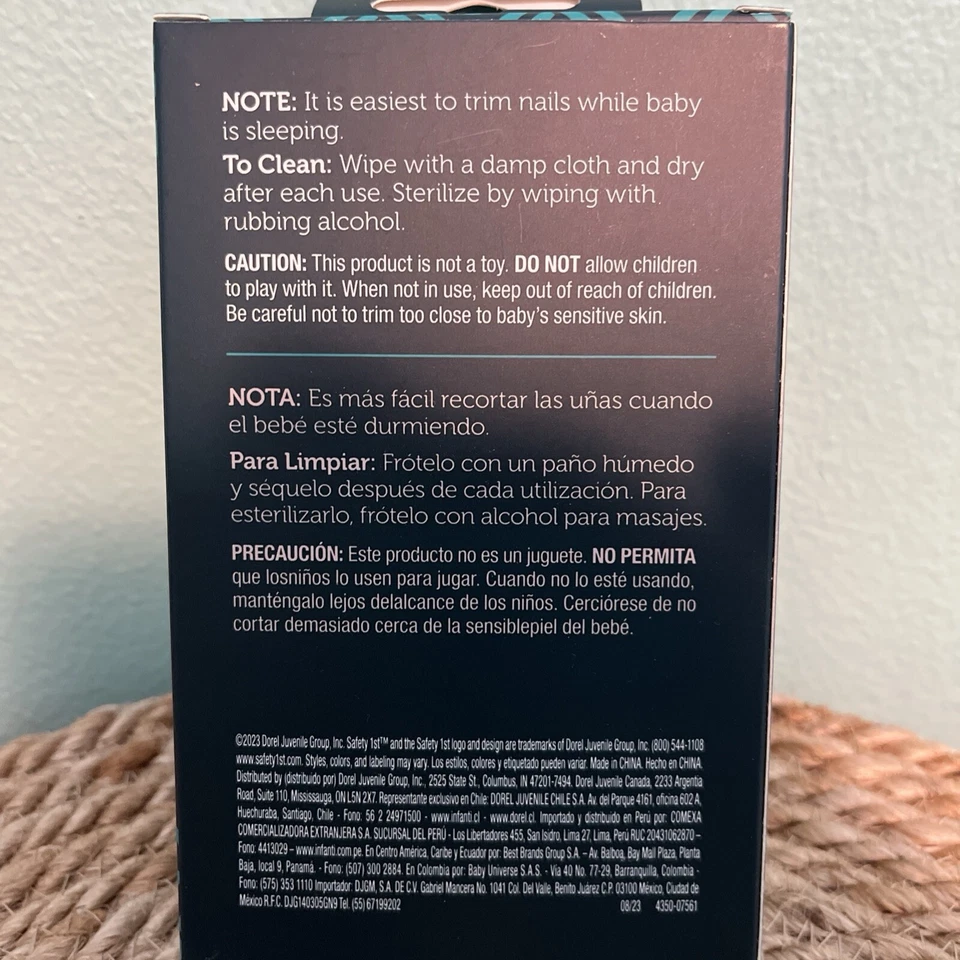 NOTE: It is easiest to trim nails while baby
is sleeping.
To Clean: Wipe with a damp cloth and dry
after each use. Sterilize by wiping with
rubbing alcohol.
CAUTION: This product is not a toy. DO NOT allow children
to play with it. When not in use, keep out of reach of children.
Be careful not to trim too close to baby's sensitive skin.
NOTA: Es más fácil recortar las uñas cuando
el bebé esté durmiendo.
Para Limpiar: Frótelo con un paño húmedo
y séquelo después de cada utilización. Para
esterilizarlo, frótelo con alcohol para masajes.
PRECAUCIÓN: Este producto no es un juguete. NO PERMITA
que losniños lo usen para jugar. Cuando no lo esté usando,
manténgalo lejos delalcance de los niños. Cerciórese de no
cortar demasiado cerca de la sensiblepiel del bebé.
©2023 Dorel Juvenile Group, Inc. Safety 1st™ and the Safety 1st logo and design are trademarks of Dorel Juvenile Group, Inc. (800) 544-1108
www.safety1st.com. Styles, colors, and labeling may vary. Los estilos, colores y etiquetado pueden variar. Made in CHINA. Hecho en CHINA.
Distributed by (distribuido por) Dorel Juvenile Group, Inc., 2525 State St., Columbus, IN 47201-7494. Dorel Juvenile Canada, 2233 Argentia
Road, Suite 110, Mississauga, ON L5N 2X7. Representante exclusivo en Chile: DOREL JUVENILE CHILE S.A. Av. del Parque 4161, oficina 602 A,
Huechuraba, Santiago, Chile - Fono: 56 2 24971500 - www.infanti.cl - www.dorel.cl. Importado y distribuido en Perú por: COMEXA
COMERCIALIZADORA EXTRANJERA S.A. SUCURSAL DEL PERÚ - Los Libertadores 455, San Isidro, Lima 27, Lima, Perú RUC 20431062870 –
Fono: 4413029 – www.infanti.com.pe. En Centro América, Caribe y Ecuador por: Best Brands Group S.A. – Av. Balboa, Bay Mall Plaza, Planta
Baja, local 9, Panamá. - Fono: (507) 300 2884. En Colombia por: Baby Universe S.A.S. - Via 40 No. 77-29, Barranquilla, Colombia -
Fono: (575) 353 1110 Importador: DJGM, S.A. DE C.V. Gabriel Mancera No. 1041 Col. Del Valle, Benito Juárez C.P. 03100 México, Ciudad de
México R.F.C. DJG140305GN9 Tel. (55) 67199202 08/23 4350-07561